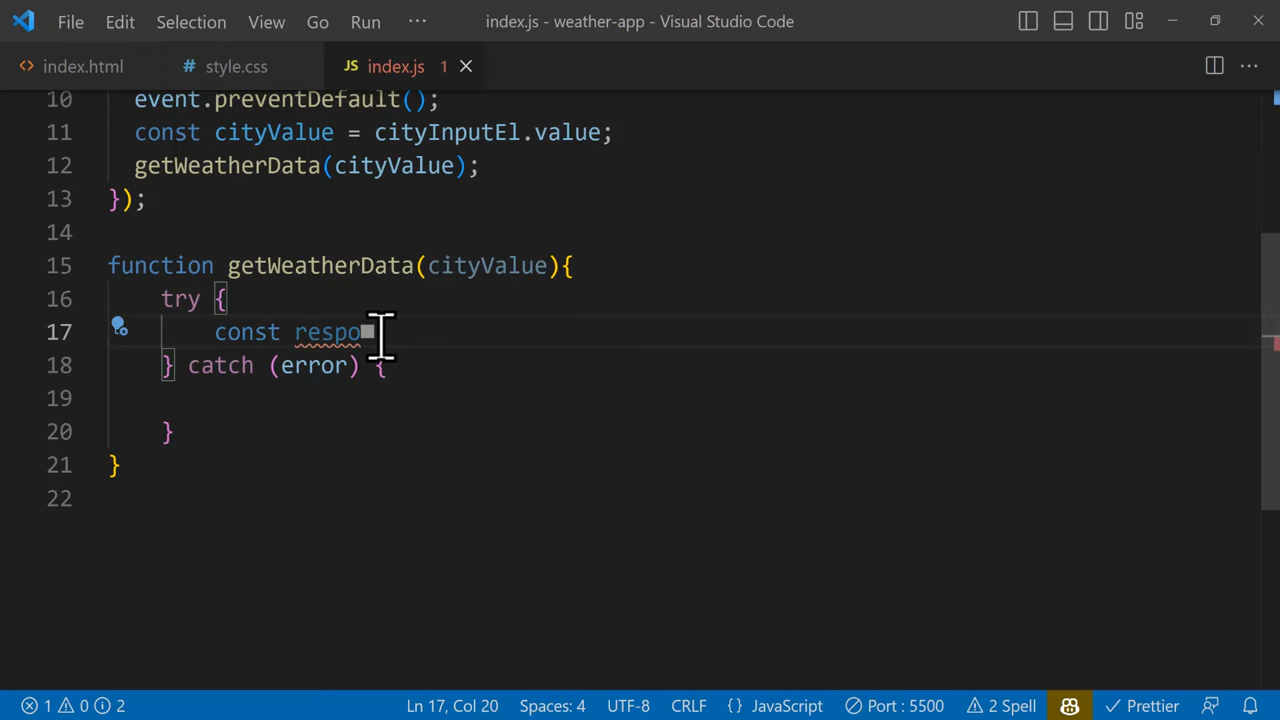 File Edit Selection View Go Run ··· index.js - weather-app - Visual Studio Code
<> index.html # style.css JS index.js 1
10 event.preventDefault();
11 const cityValue = cityInputEl.value;
12 getWeatherData(cityValue);
13 });
14
15 function getWeatherData(cityValue){
16 try {
17 const respo
18 } catch (error) {
19
20 }
21 }
22
1 0 2 Ln 17, Col 20 Spaces: 4 UTF-8 CRLF {} JavaScript Port : 5500 2 Spell Prettier